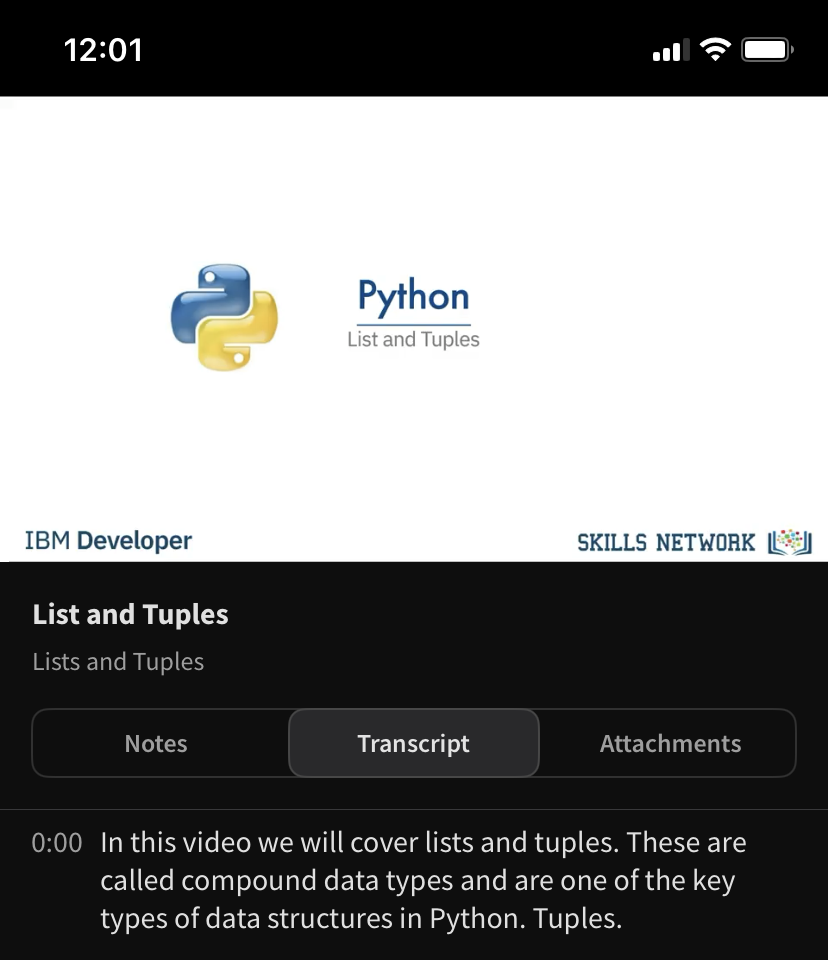 12:01
Python
List and Tuples
IBM Developer
SKILLS NETWORK
List and Tuples
Lists and Tuples
Notes
Transcript
Attachments
0:00 In this video we will cover lists and tuples. These are
called compound data types and are one of the key
types of data structures in Python. Tuples.